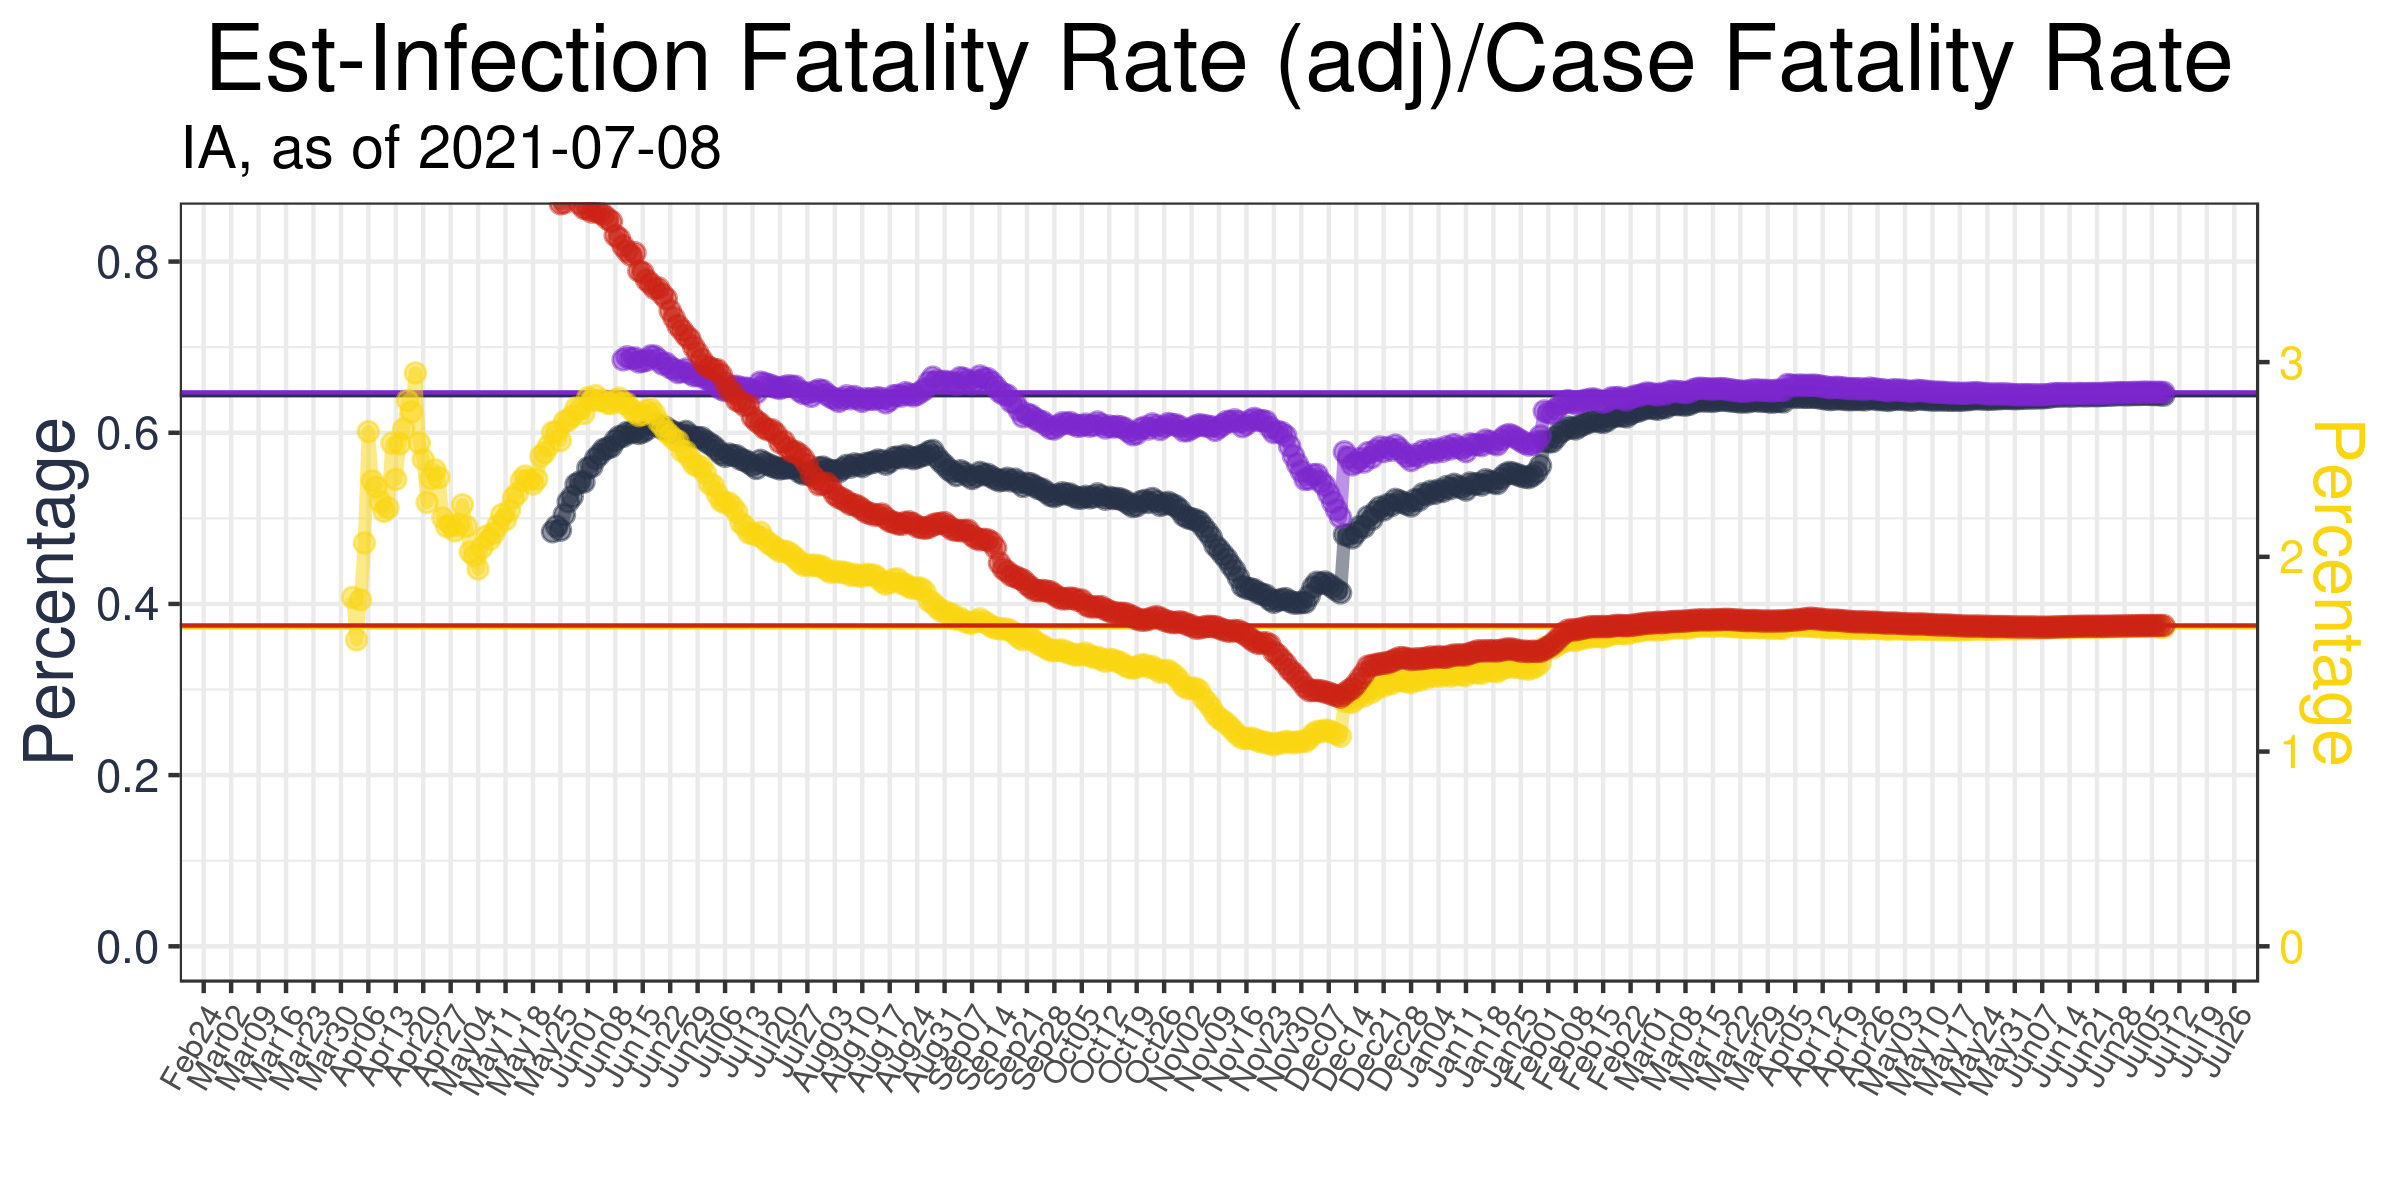 Est-Infection Fatality Rate (adj)/Case Fatality Rate
IA, as of 2021-07-08
Percentage
0.8
0.6
0.4
0.2
0.0
3
2
1
0
Percentage
Feb24
Mar02
Mar09
Mar16
Mar23
Mar30
Apr06
Apr13
Apr20
Apr27
May04
May11
May18
May25
Jun01
Jun08
Jun15
Jun22
Jun29
Jul06
Jul13
Jul20
Jul27
Aug03
Aug10
Aug17
Aug24
Aug31
Sep07
Sep14
Sep21
Sep28
Oct05
Oct12
Oct19
Oct26
Nov02
Nov09
Nov16
Nov23
Nov30
Dec07
Dec14
Dec21
Dec28
Jan04
Jan11
Jan18
Jan25
Feb01
Feb08
Feb15
Feb22
Mar01
Mar08
Mar15
Mar22
Mar29
Apr05
Apr12
Apr19
Apr26
May03
May10
May17
May24
May31
Jun07
Jun14
Jun21
Jun28
Jul05
Jul12
Jul19
Jul26